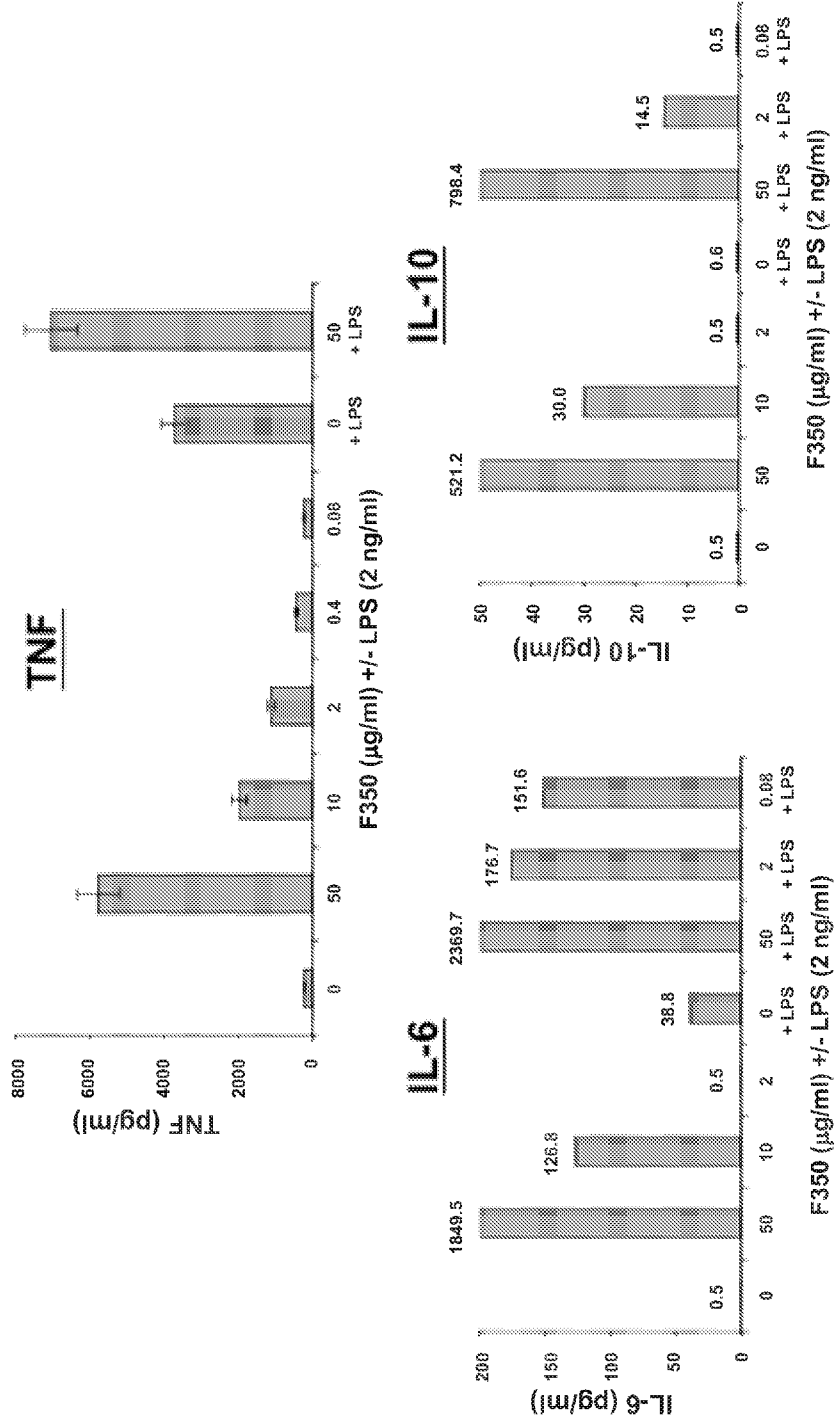 TNF
TNF (pg/ml)
8000
6000
4000
2000
0
0 50 10 2 0.4 0.08 0 50
+ LPS + LPS
F350 (µg/ml) +/- LPS (2 ng/ml)
IL-6
IL-6 (pg/ml)
200
150
100
50
0
0.5 1849.5 126.8 0.5 38.8 2369.7 176.7 151.6
0 50 10 2 0 50 2 0.08
+ LPS + LPS + LPS + LPS
F350 (µg/ml) +/- LPS (2 ng/ml)
IL-10
IL-10 (pg/ml)
50
40
30
20
10
0
0.5 521.2 30.0 0.5 0.6 798.4 14.5 0.5
0 50 10 2 0 50 2 0.08
+ LPS + LPS + LPS + LPS
F350 (µg/ml) +/- LPS (2 ng/ml)